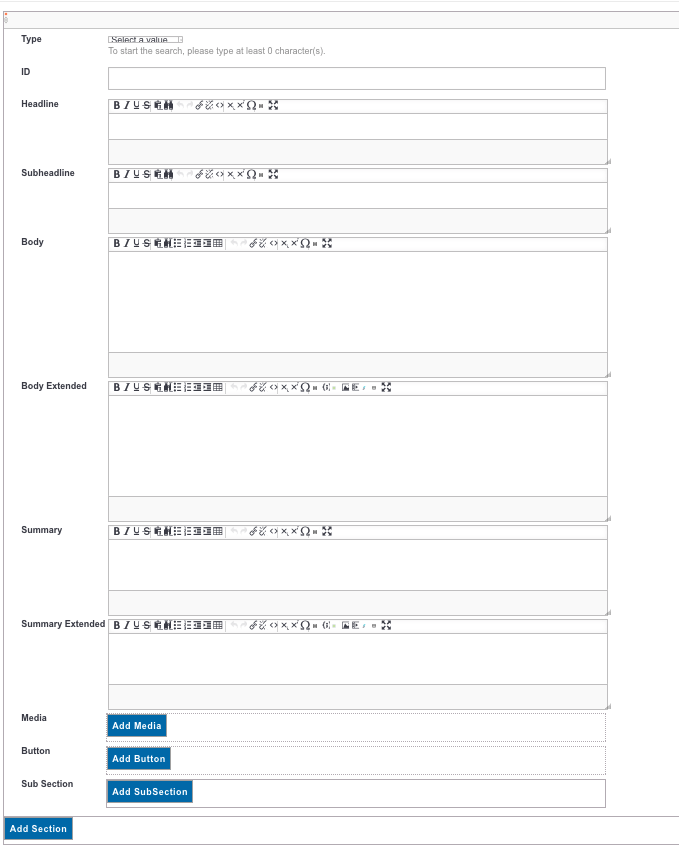 Type
Select a value
To start the search, please type at least 0 character(s).
ID
Headline
Subheadline
Body
Body Extended
Summary
Summary Extended
Media
Add Media
Button
Add Button
Sub Section
Add SubSection
Add Section